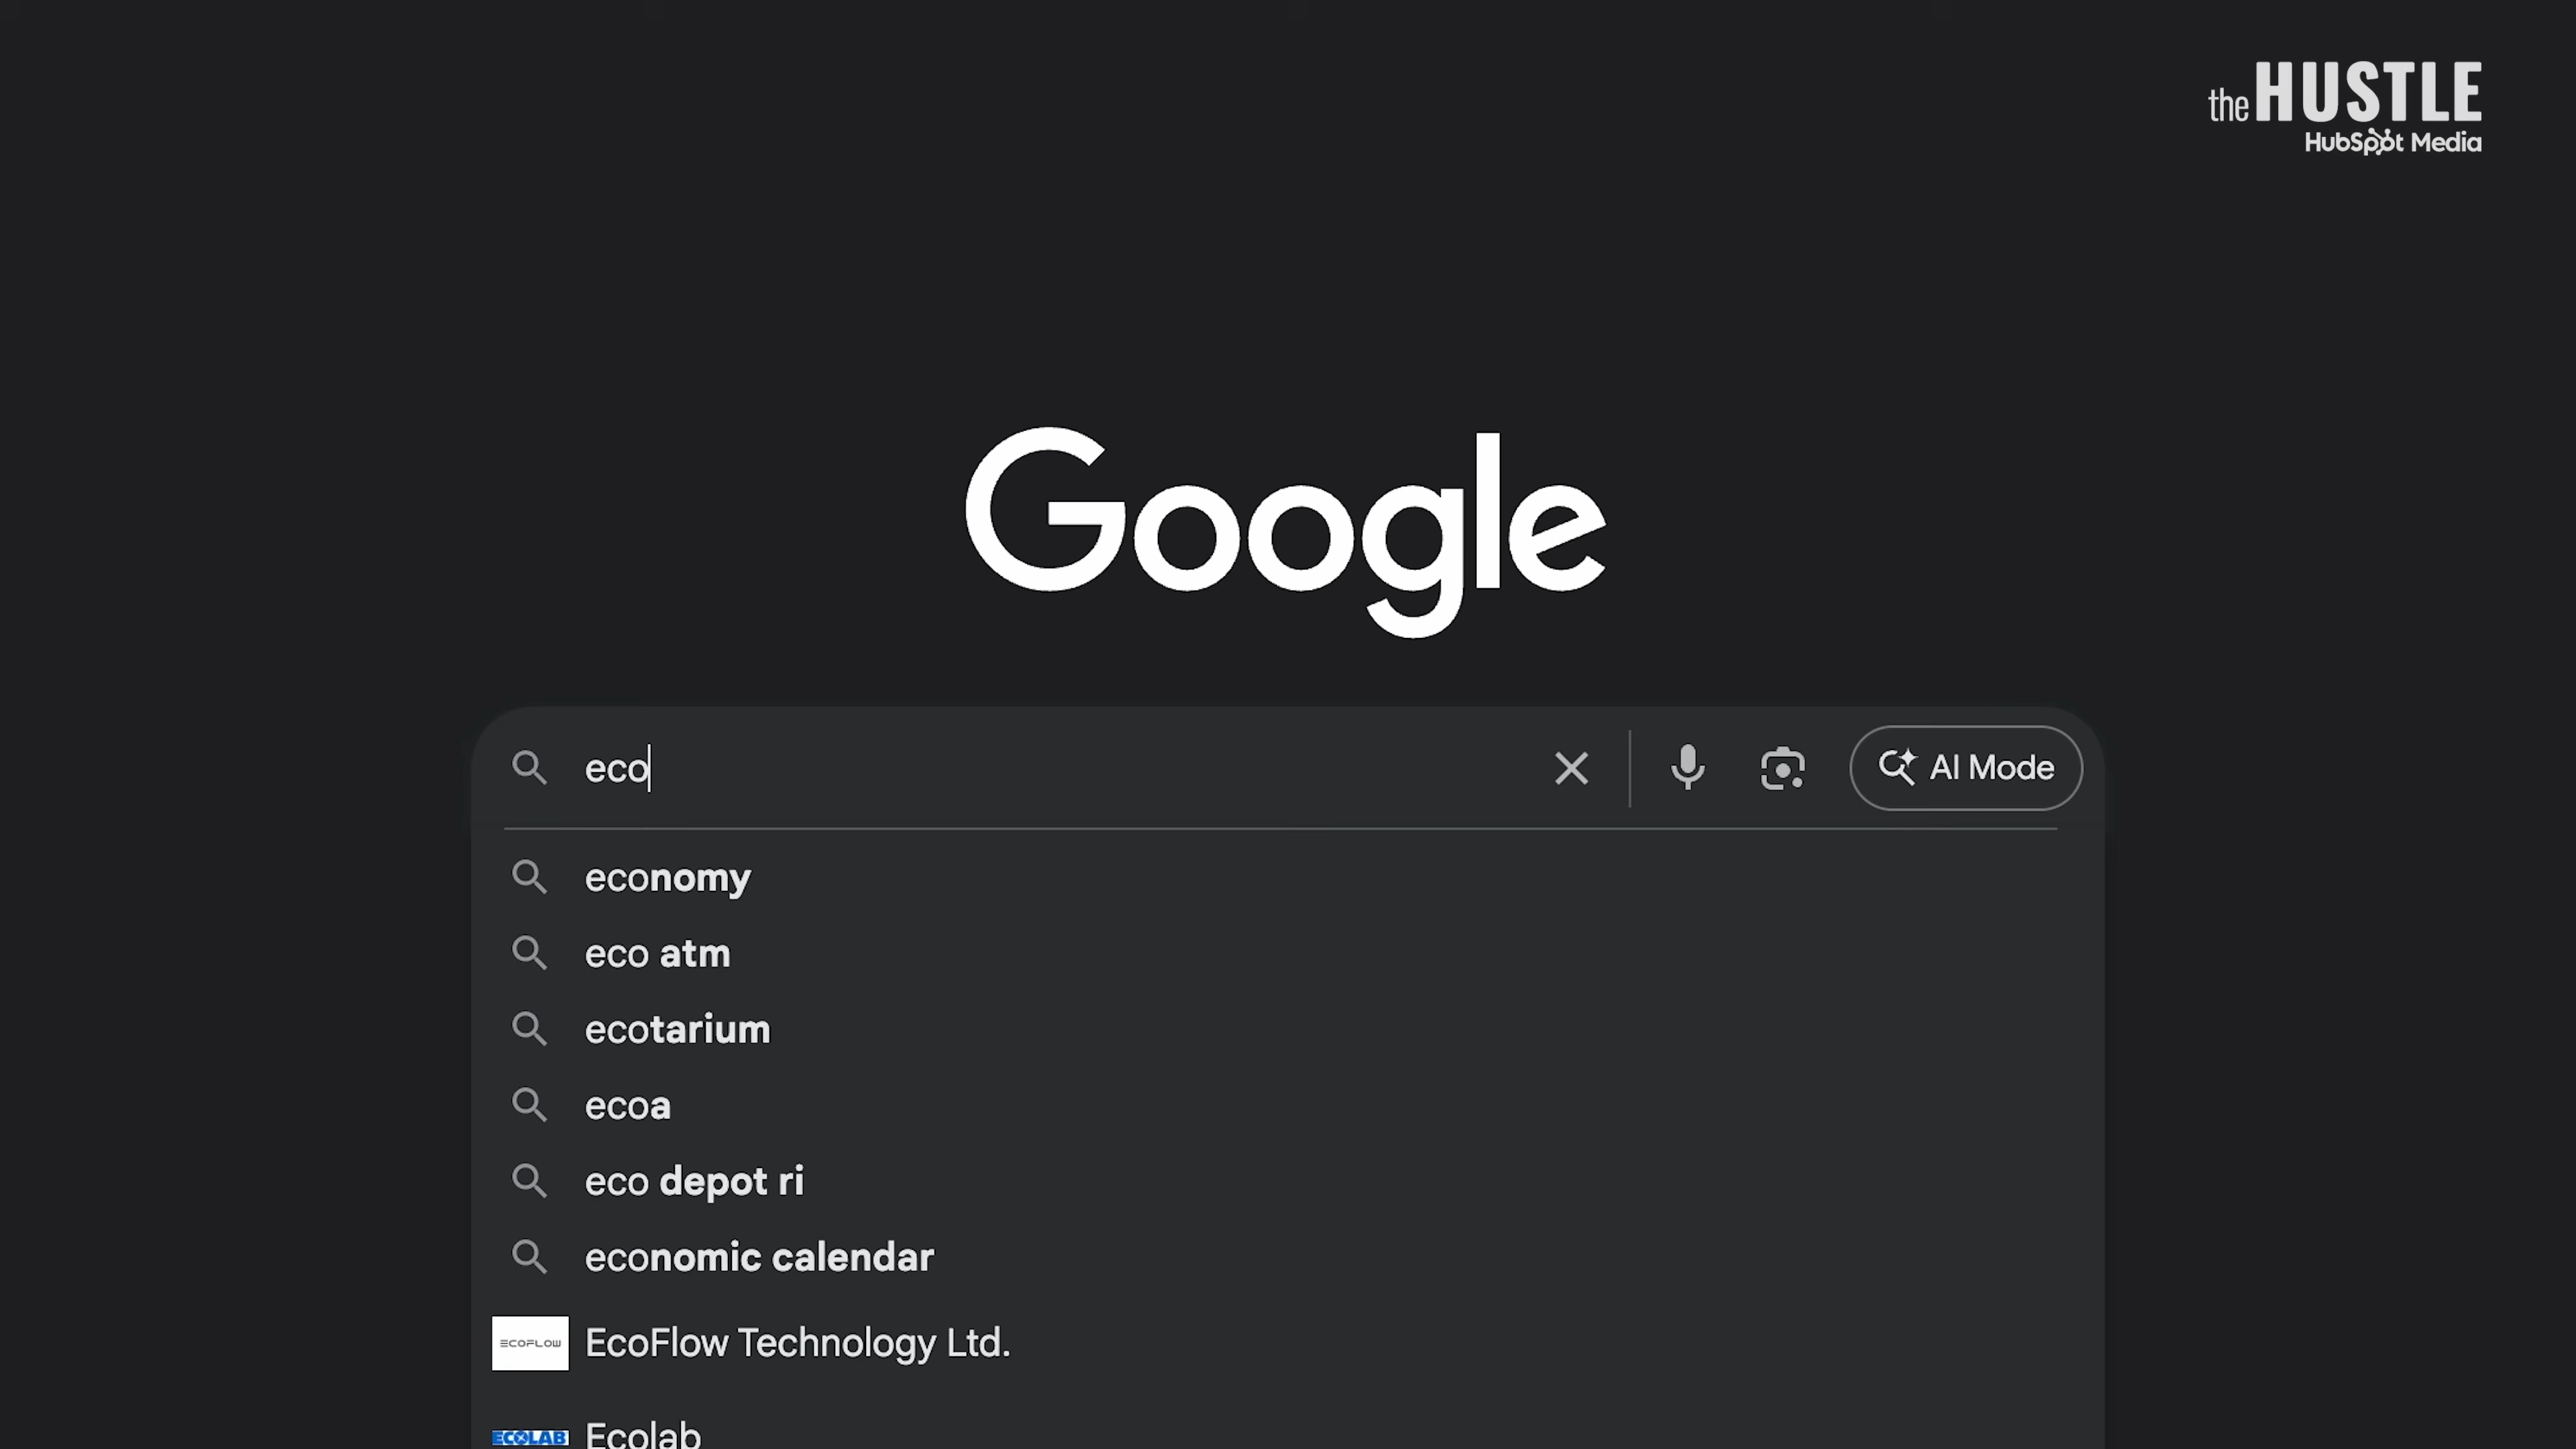 the HUSTLE
HubSpot Media
Google
eco
AI Mode
economy
eco atm
ecotarium
ecoa
eco depot ri
economic calendar
ECOFLOW EcoFlow Technology Ltd.
ECOLAB Ecolab